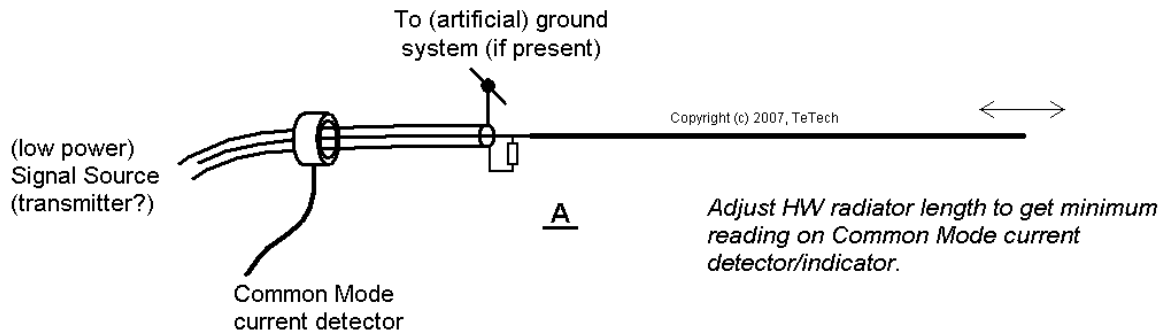 To (artificial) ground
system (if present)
Copyright (c) 2007, TeTech
(low power)
Signal Source
(transmitter?)
A
Adjust HW radiator length to get minimum
reading on Common Mode current
detector/indicator.
Common Mode
current detector